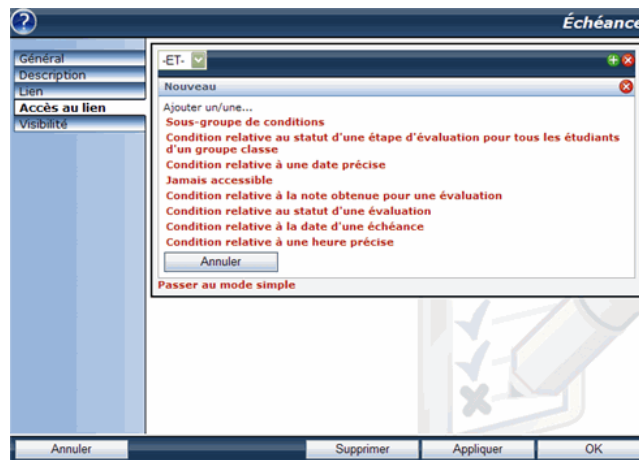 ?
Échéance
Général
Description
Lien
Accès au lien
Visibilité
-ET-
Nouveau
Ajouter un/une...
Sous-groupe de conditions
Condition relative au statut d'une étape d'évaluation pour tous les étudiants
d'un groupe classe
Condition relative à une date précise
Jamais accessible
Condition relative à la note obtenue pour une évaluation
Condition relative au statut d'une évaluation
Condition relative à la date d'une échéance
Condition relative à une heure précise
Annuler
Passer au mode simple
Annuler Supprimer Appliquer OK